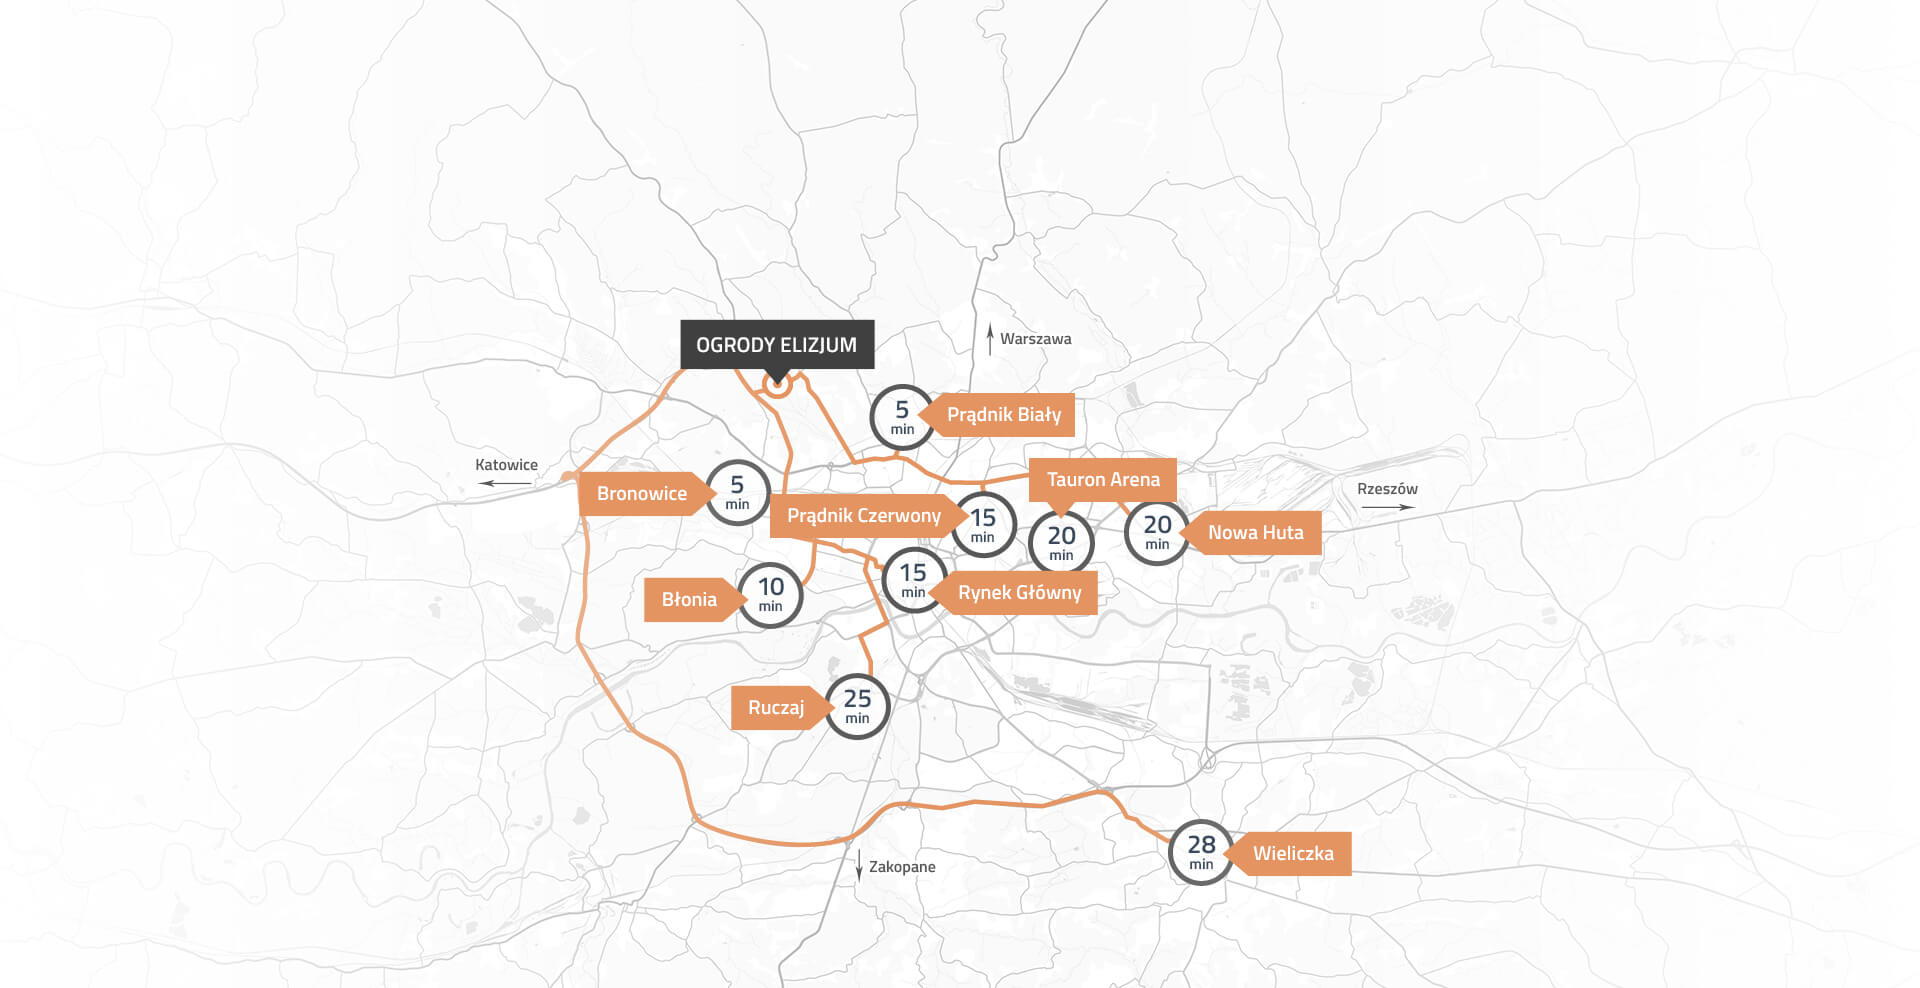 OGRODY ELIZJUM
Warszawa
5
min
Prądnik Biały
Katowice
Bronowice
5
min
Tauron Arena
Rzeszów
Prądnik Czerwony
15
min
20
min
20
min
Nowa Huta
15
min
Rynek Główny
Błonia
10
min
Ruczaj
25
min
28
min
Wieliczka
Zakopane